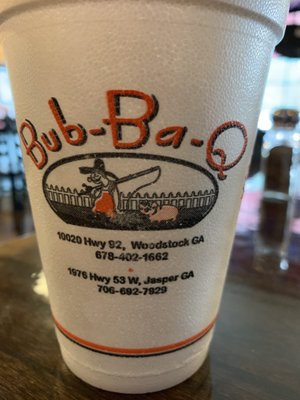 Bub-Ba-Q
10020 Hwy 92, Woodstock GA
678-402-1662
1976 Hwy 53 W, Jasper GA
706-692-7929